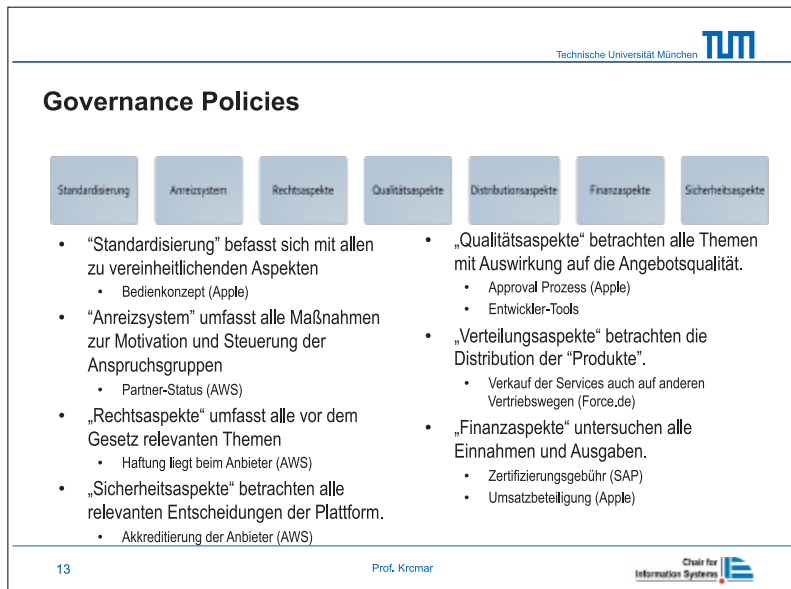 Technische Universität München
TUM
Governance Policies
Standardisierung
Anreizsystem
Rechtsaspekte
Qualitätsaspekte
Distributionsaspekte
Finanzaspekte
Sicherheitsaspekte
• “Standardisierung” befasst sich mit allen
zu vereinheitlichenden Aspekten
• Bedienkonzept (Apple)
• “Anreizsystem” umfasst alle Maßnahmen
zur Motivation und Steuerung der
Anspruchsgruppen
• Partner-Status (AWS)
• „Rechtsaspekte“ umfasst alle vor dem
Gesetz relevanten Themen
• Haftung liegt beim Anbieter (AWS)
• „Sicherheitsaspekte“ betrachten alle
relevanten Entscheidungen der Plattform.
• Akkreditierung der Anbieter (AWS)
• „Qualitätsaspekte“ betrachten alle Themen
mit Auswirkung auf die Angebotsqualität.
• Approval Prozess (Apple)
• Entwickler-Tools
• „Verteilungsaspekte“ betrachten die
Distribution der “Produkte”.
• Verkauf der Services auch auf anderen
Vertriebswegen (Force.de)
• „Finanzaspekte“ untersuchen alle
Einnahmen und Ausgaben.
• Zertifizierungsgebühr (SAP)
• Umsatzbeteiligung (Apple)
13
Prof. Krcmar
Chair for
Information Systems